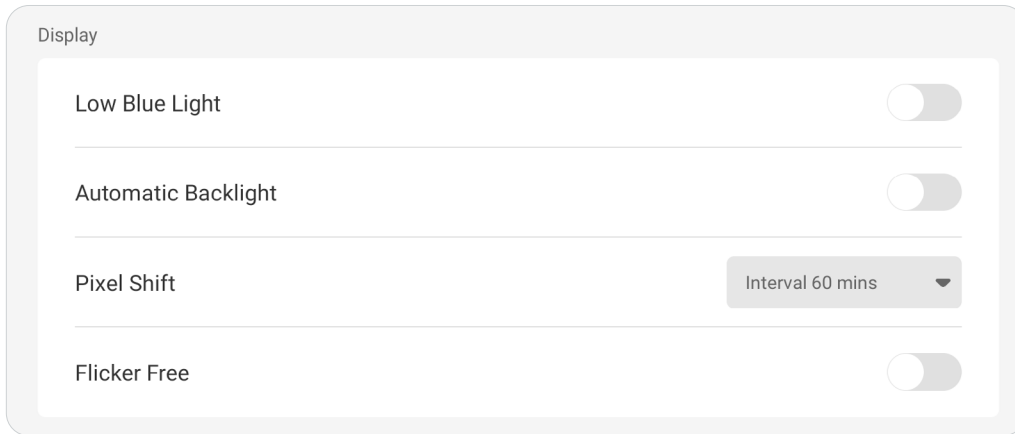 Display
Low Blue Light
Automatic Backlight
Pixel Shift
Interval 60 mins
Flicker Free